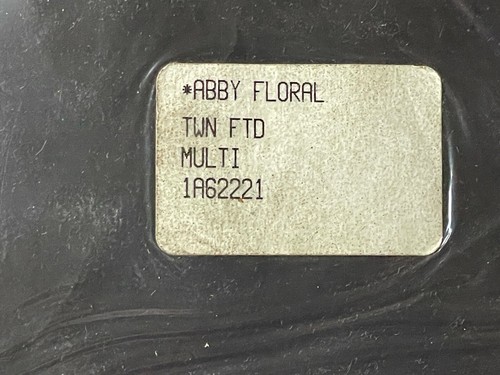 *ABBY FLORAL
TWN FTD
MULTI
1A62221